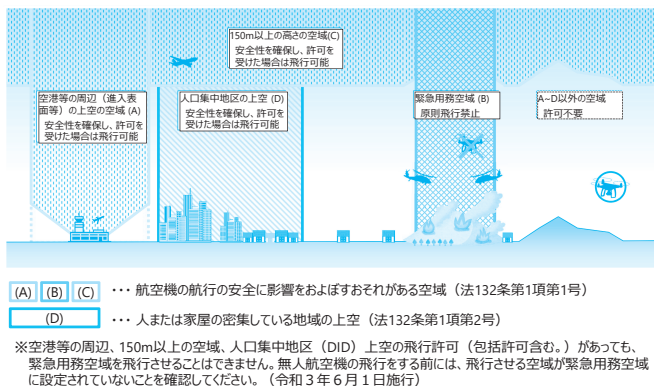 150m以上の高さの空域(C)
安全性を確保し、許可を
受けた場合は飛行可能
空港等の周辺（進入表
面等）の上空の空域 (A)
安全性を確保し、許可を
受けた場合は飛行可能
人口集中地区の上空 (D)
安全性を確保し、許可を
受けた場合は飛行可能
緊急用務空域 (B)
原則飛行禁止
A~D以外の空域
許可不要
(A) (B) (C) ・・・ 航空機の航行の安全に影響をおよぼすおそれがある空域（法132条第1項第1号）
(D) ・・・ 人または家屋の密集している地域の上空（法132条第1項第2号）
※空港等の周辺、150m以上の空域、人口集中地区（DID）上空の飛行許可（包括許可含む。）があっても、
緊急用務空域を飛行させることはできません。無人航空機の飛行をする前には、飛行させる空域が緊急用務空域
に設定されていないことを確認してください。（令和３年６月１日施行）